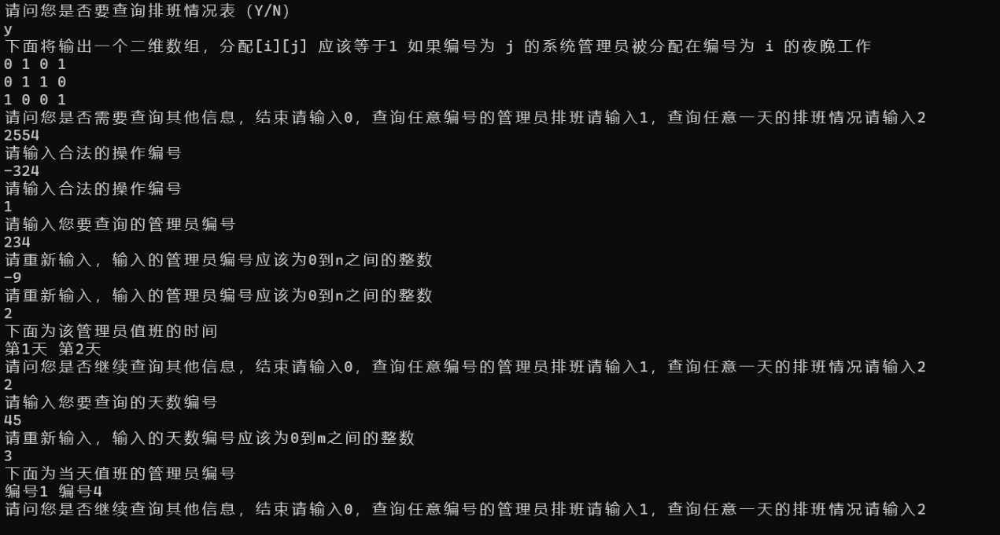 请问您是否要查询排班情况表（Y/N）
y
下面将输出一个二维数组，分配[i][j] 应该等于1 如果编号为 j 的系统管理员被分配在编号为 i 的夜晚工作
0 1 0 1
0 1 1 0
1 0 0 1
请问您是否需要查询其他信息，结束请输入0，查询任意编号的管理员排班请输入1，查询任意一天的排班情况请输入2
2554
请输入合法的操作编号
-324
请输入合法的操作编号
1
请输入您要查询的管理员编号
234
请重新输入，输入的管理员编号应该为0到n之间的整数
-9
请重新输入，输入的管理员编号应该为0到n之间的整数
2
下面为该管理员值班的时间
第1天 第2天
请问您是否继续查询其他信息，结束请输入0，查询任意编号的管理员排班请输入1，查询任意一天的排班情况请输入2
2
请输入您要查询的天数编号
45
请重新输入，输入的天数编号应该为0到m之间的整数
3
下面为当天值班的管理员编号
编号1 编号4
请问您是否继续查询其他信息，结束请输入0，查询任意编号的管理员排班请输入1，查询任意一天的排班情况请输入2